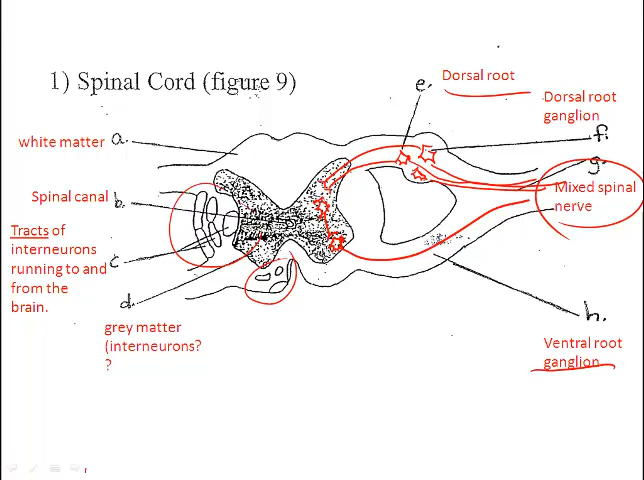 1) Spinal Cord (figure 9)
e.
Dorsal root
Dorsal root
ganglion
white matter
a.
f.
g.
Spinal canal
b.
Mixed spinal
nerve
Tracts of
interneurons
running to and
from the
brain.
c
d.
grey matter
(interneurons?
?
h.
Ventral root
ganglion